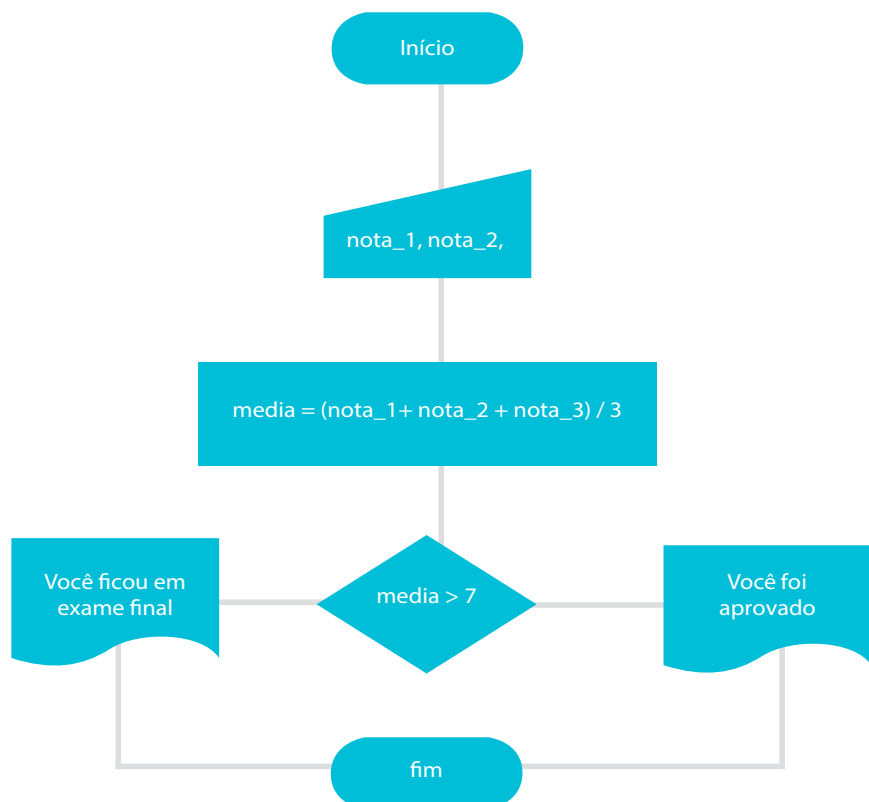 Início
nota_1, nota_2,
media = (nota_1+ nota_2 + nota_3) / 3
Você ficou em
exame final
media > 7
Você foi
aprovado
fim